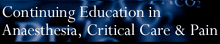 Continuing Education in
Anaesthesia, Critical Care & Pain